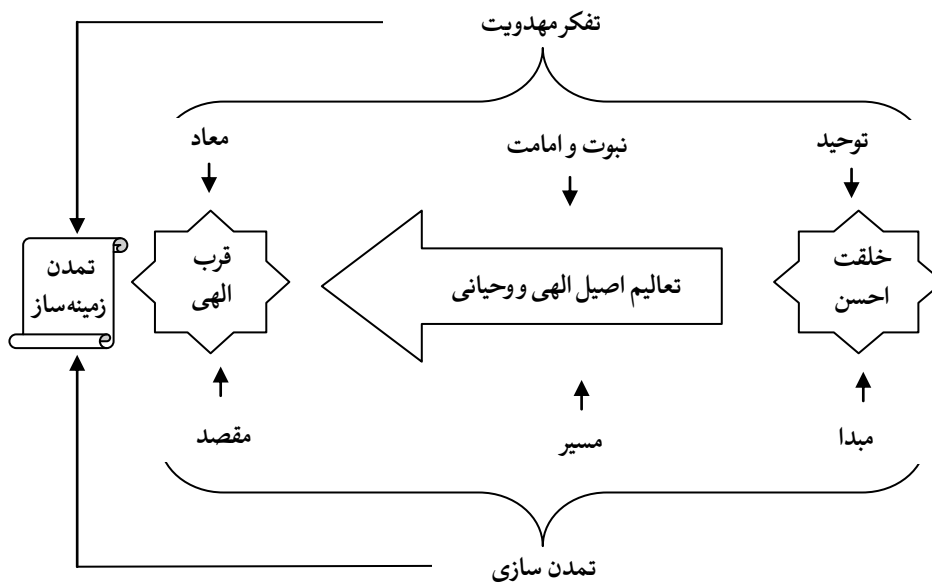 تفکر مهدویت
توحید
نبوت و امامت
معاد
خلقت
احسن
تعالیم اصیل الهی و وحیانی
قرب
الهی
تمدن
زمینه‌ساز
مبدا
مسیر
مقصد
تمدن سازی